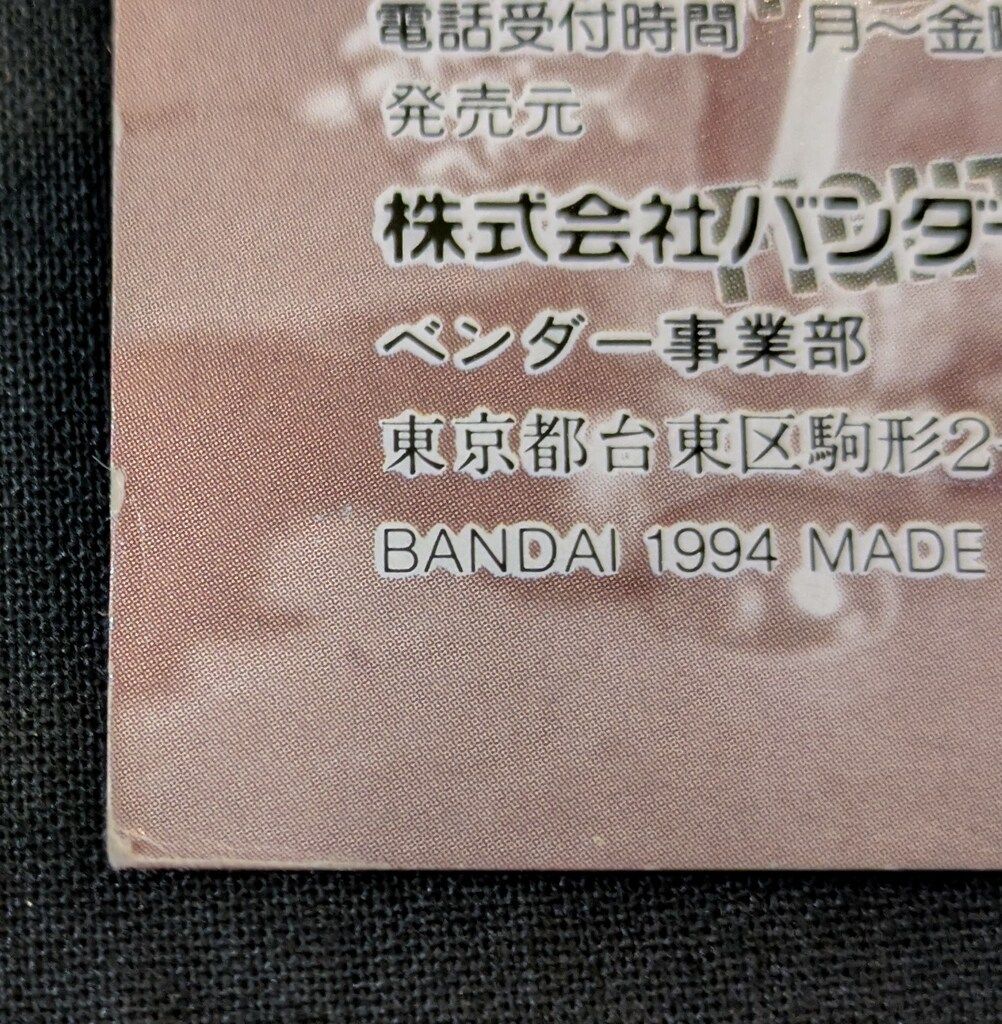 電話受付時間 月〜金
発売元
株式会社バンダ
ベンダー事業部
東京都台東区駒形2
BANDAI 1994 MADE